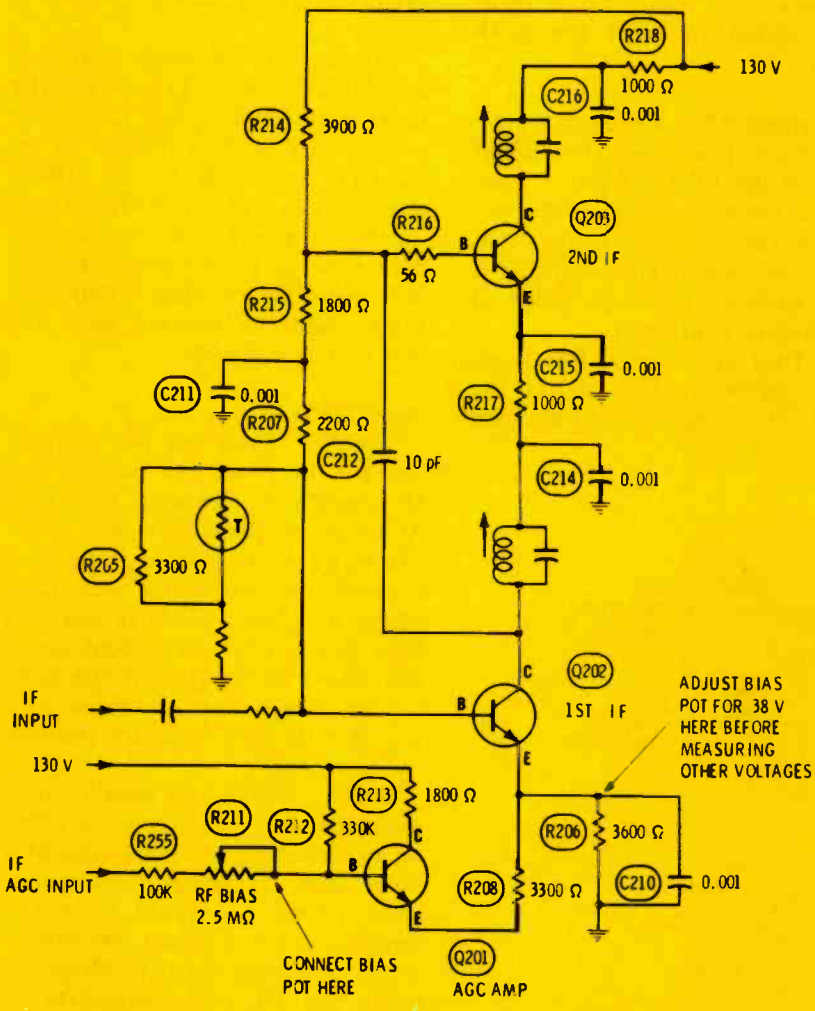 R218
130 V
1000 Ω
C216
0.001
R214
3900 Ω
C
Q203
R216
B
2ND IF
56 Ω
E
R215
1800 Ω
C215
0.001
C211
0.001
R217
1000 Ω
R207
2200 Ω
C212
10 pF
C214
0.001
T
R205
3300 Ω
C
Q202
IF
INPUT
B
1ST IF
ADJUST BIAS
POT FOR 38 V
HERE BEFORE
MEASURING
OTHER VOLTAGES
E
130 V
R213
1800 Ω
R211
R212
330K
R206
3600 Ω
R255
C
IF
AGC INPUT
B
R208
3300 Ω
C210
0.001
100K
RF BIAS
2.5 MΩ
E
CONNECT BIAS
POT HERE
Q201
AGC AMP